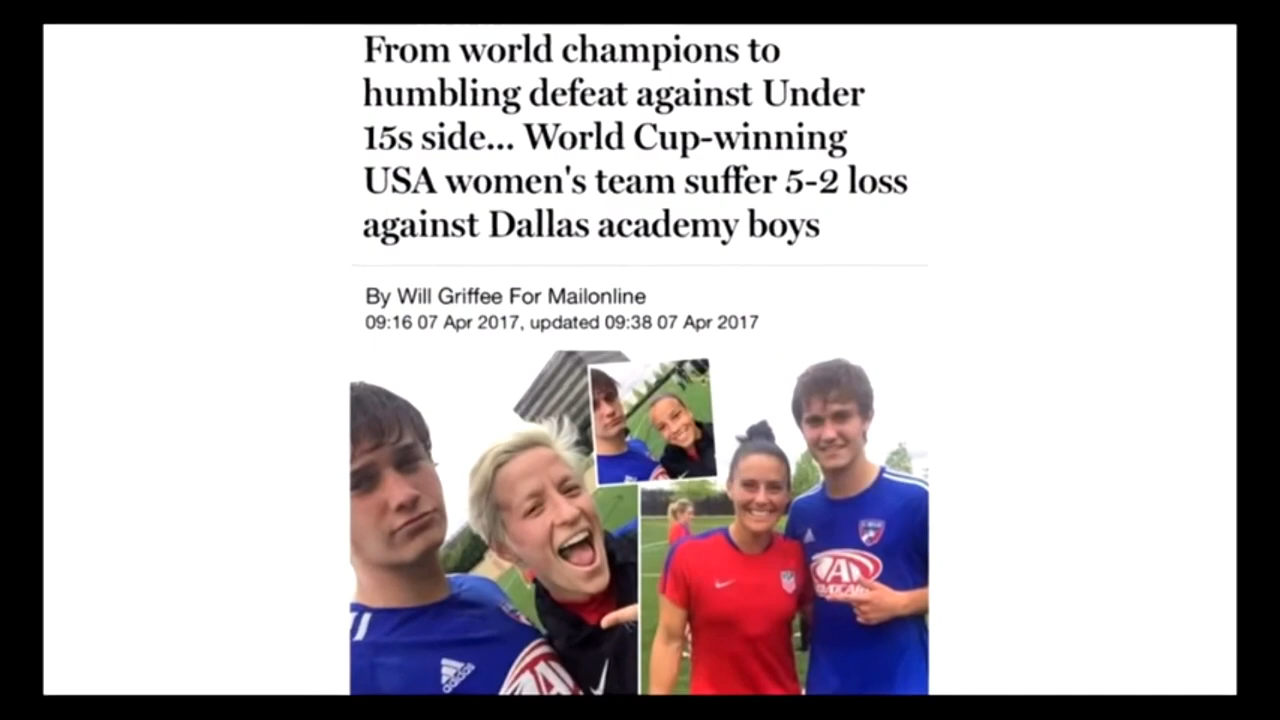 From world champions to
humbling defeat against Under
15s side... World Cup-winning
USA women's team suffer 5-2 loss
against Dallas academy boys
By Will Griffee For Mailonline
09:16 07 Apr 2017, updated 09:38 07 Apr 2017
adidas